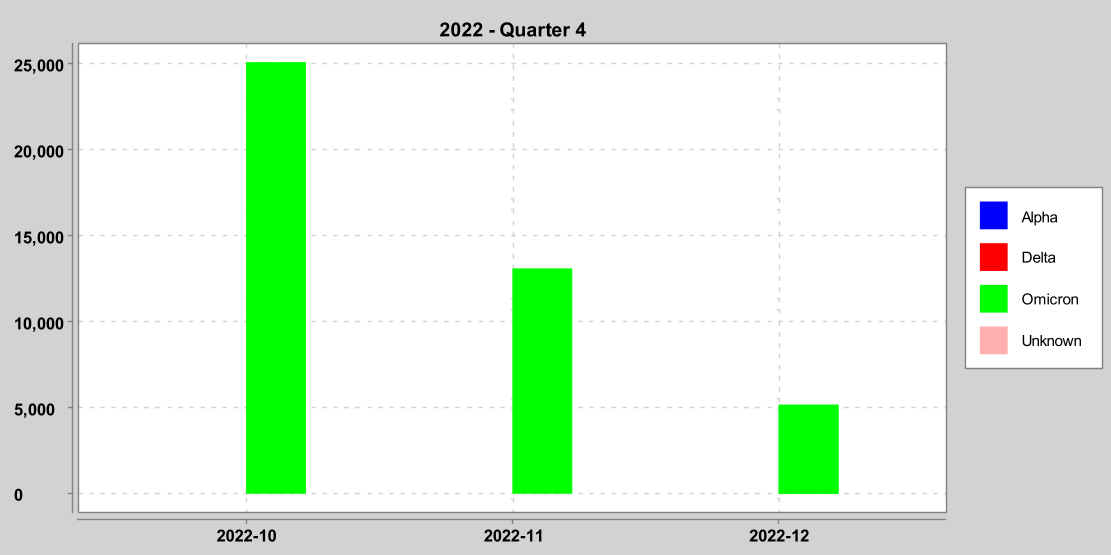 2022 - Quarter 4
25,000
20,000
15,000
10,000
5,000
0
2022-10
2022-11
2022-12
Alpha
Delta
Omicron
Unknown